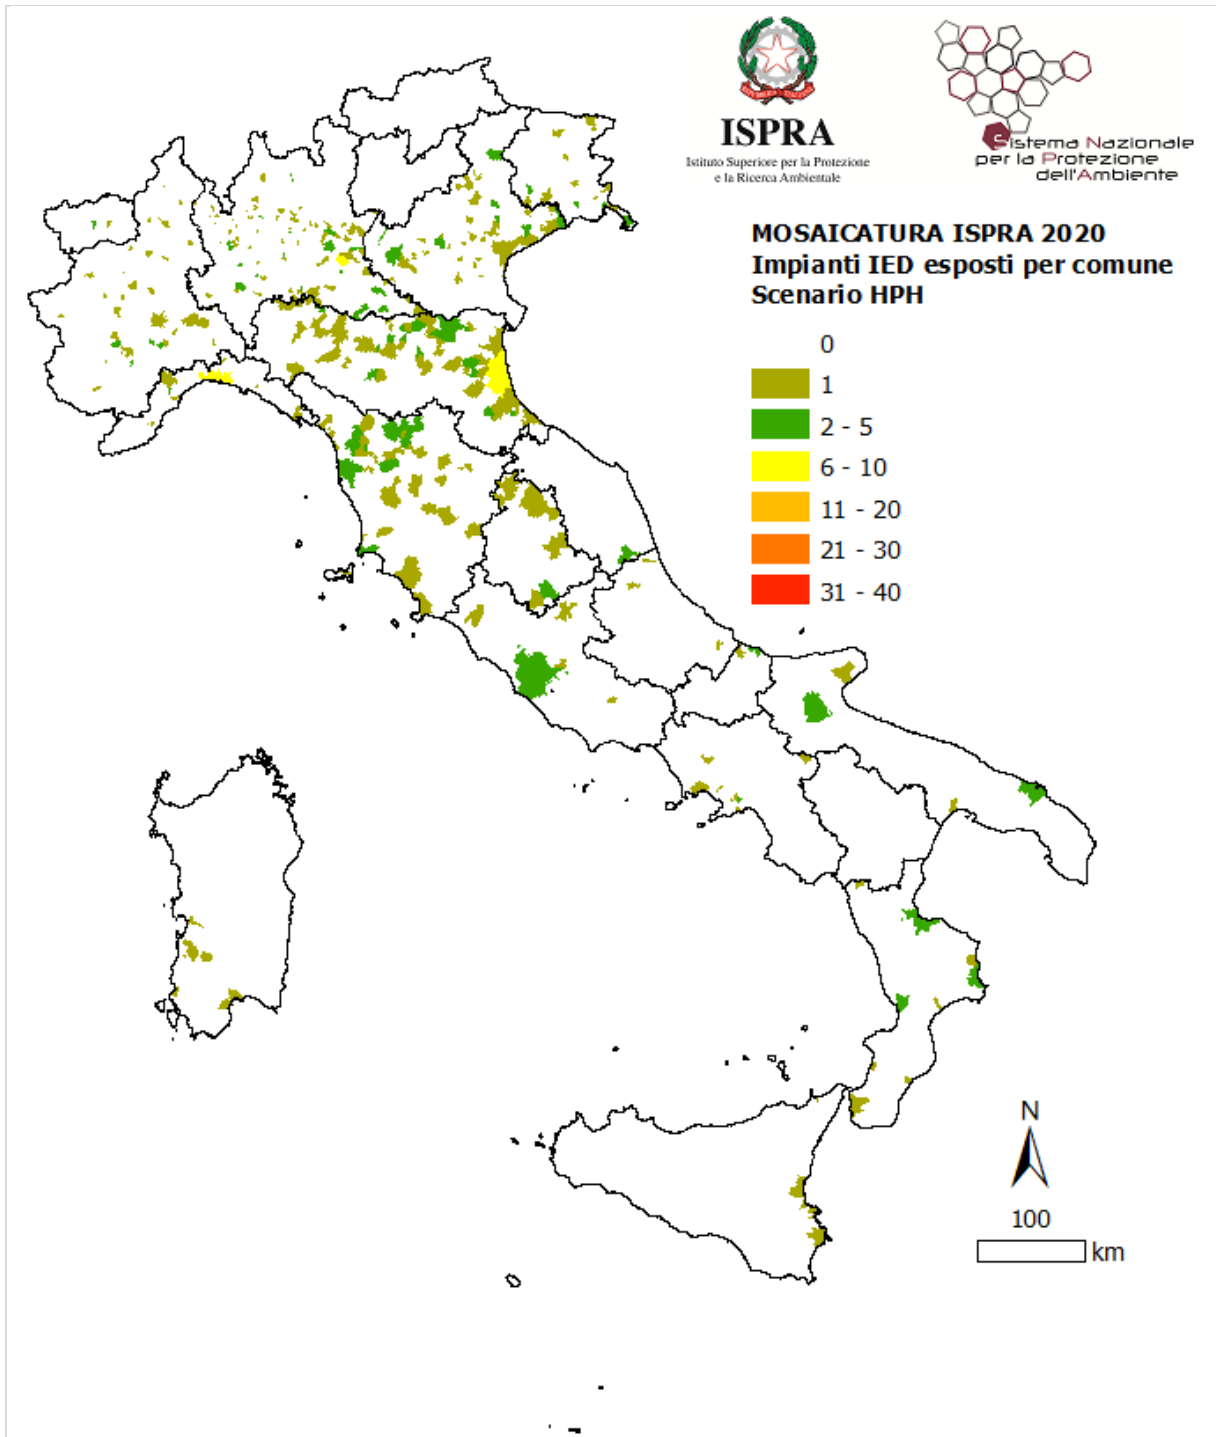 ISPRA
Istituto Superiore per la Protezione
e la Ricerca Ambientale
Sistema Nazionale
per la Protezione
dell'Ambiente
MOSAICATURA ISPRA 2020
Impianti IED esposti per comune
Scenario HPH
0
1
2 - 5
6 - 10
11 - 20
21 - 30
31 - 40
N
100
km